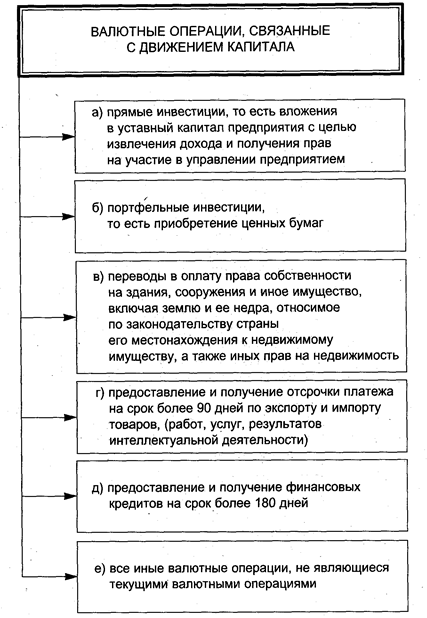 ВАЛЮТНЫЕ ОПЕРАЦИИ, СВЯЗАННЫЕ
С ДВИЖЕНИЕМ КАПИТАЛА
а) прямые инвестиции, то есть вложения
в уставный капитал предприятия с целью
извлечения дохода и получения прав
на участие в управлении предприятием
б) портфельные инвестиции,
то есть приобретение ценных бумаг
в) переводы в оплату права собственности
на здания, сооружения и иное имущество,
включая землю и ее недра, относимое
по законодательству страны
его местонахождения к недвижимому
имуществу, а также иных прав на недвижимость
г) предоставление и получение отсрочки платежа
на срок более 90 дней по экспорту и импорту
товаров, (работ, услуг, результатов
интеллектуальной деятельности)
д) предоставление и получение финансовых
кредитов на срок более 180 дней
е) все иные валютные операции, не являющиеся
текущими валютными операциями